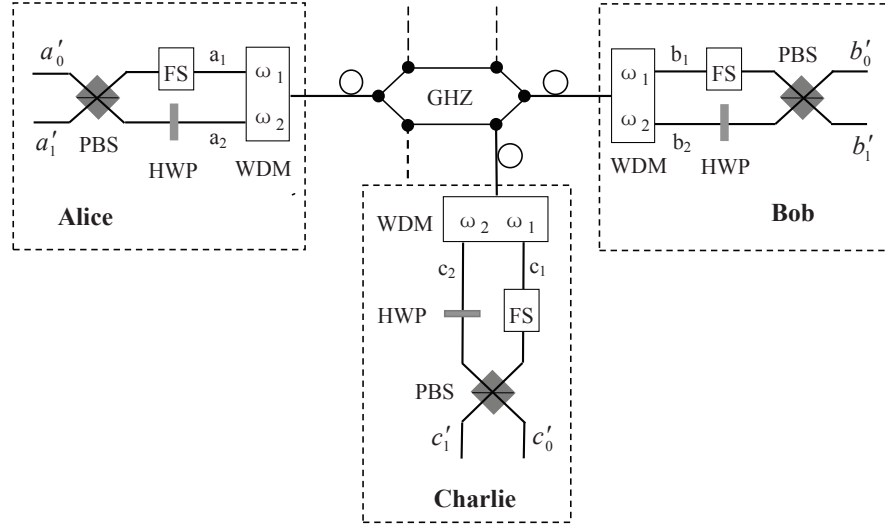 a′₀
FS
a₁
ω₁
a′₁
PBS
HWP
a₂
ω₂
WDM
Alice
GHZ
ω₁
b₁
FS
PBS
b′₀
ω₂
b₂
HWP
WDM
b′₁
Bob
WDM
ω₂ ω₁
c₂
c₁
HWP
FS
PBS
c′₁
c′₀
Charlie